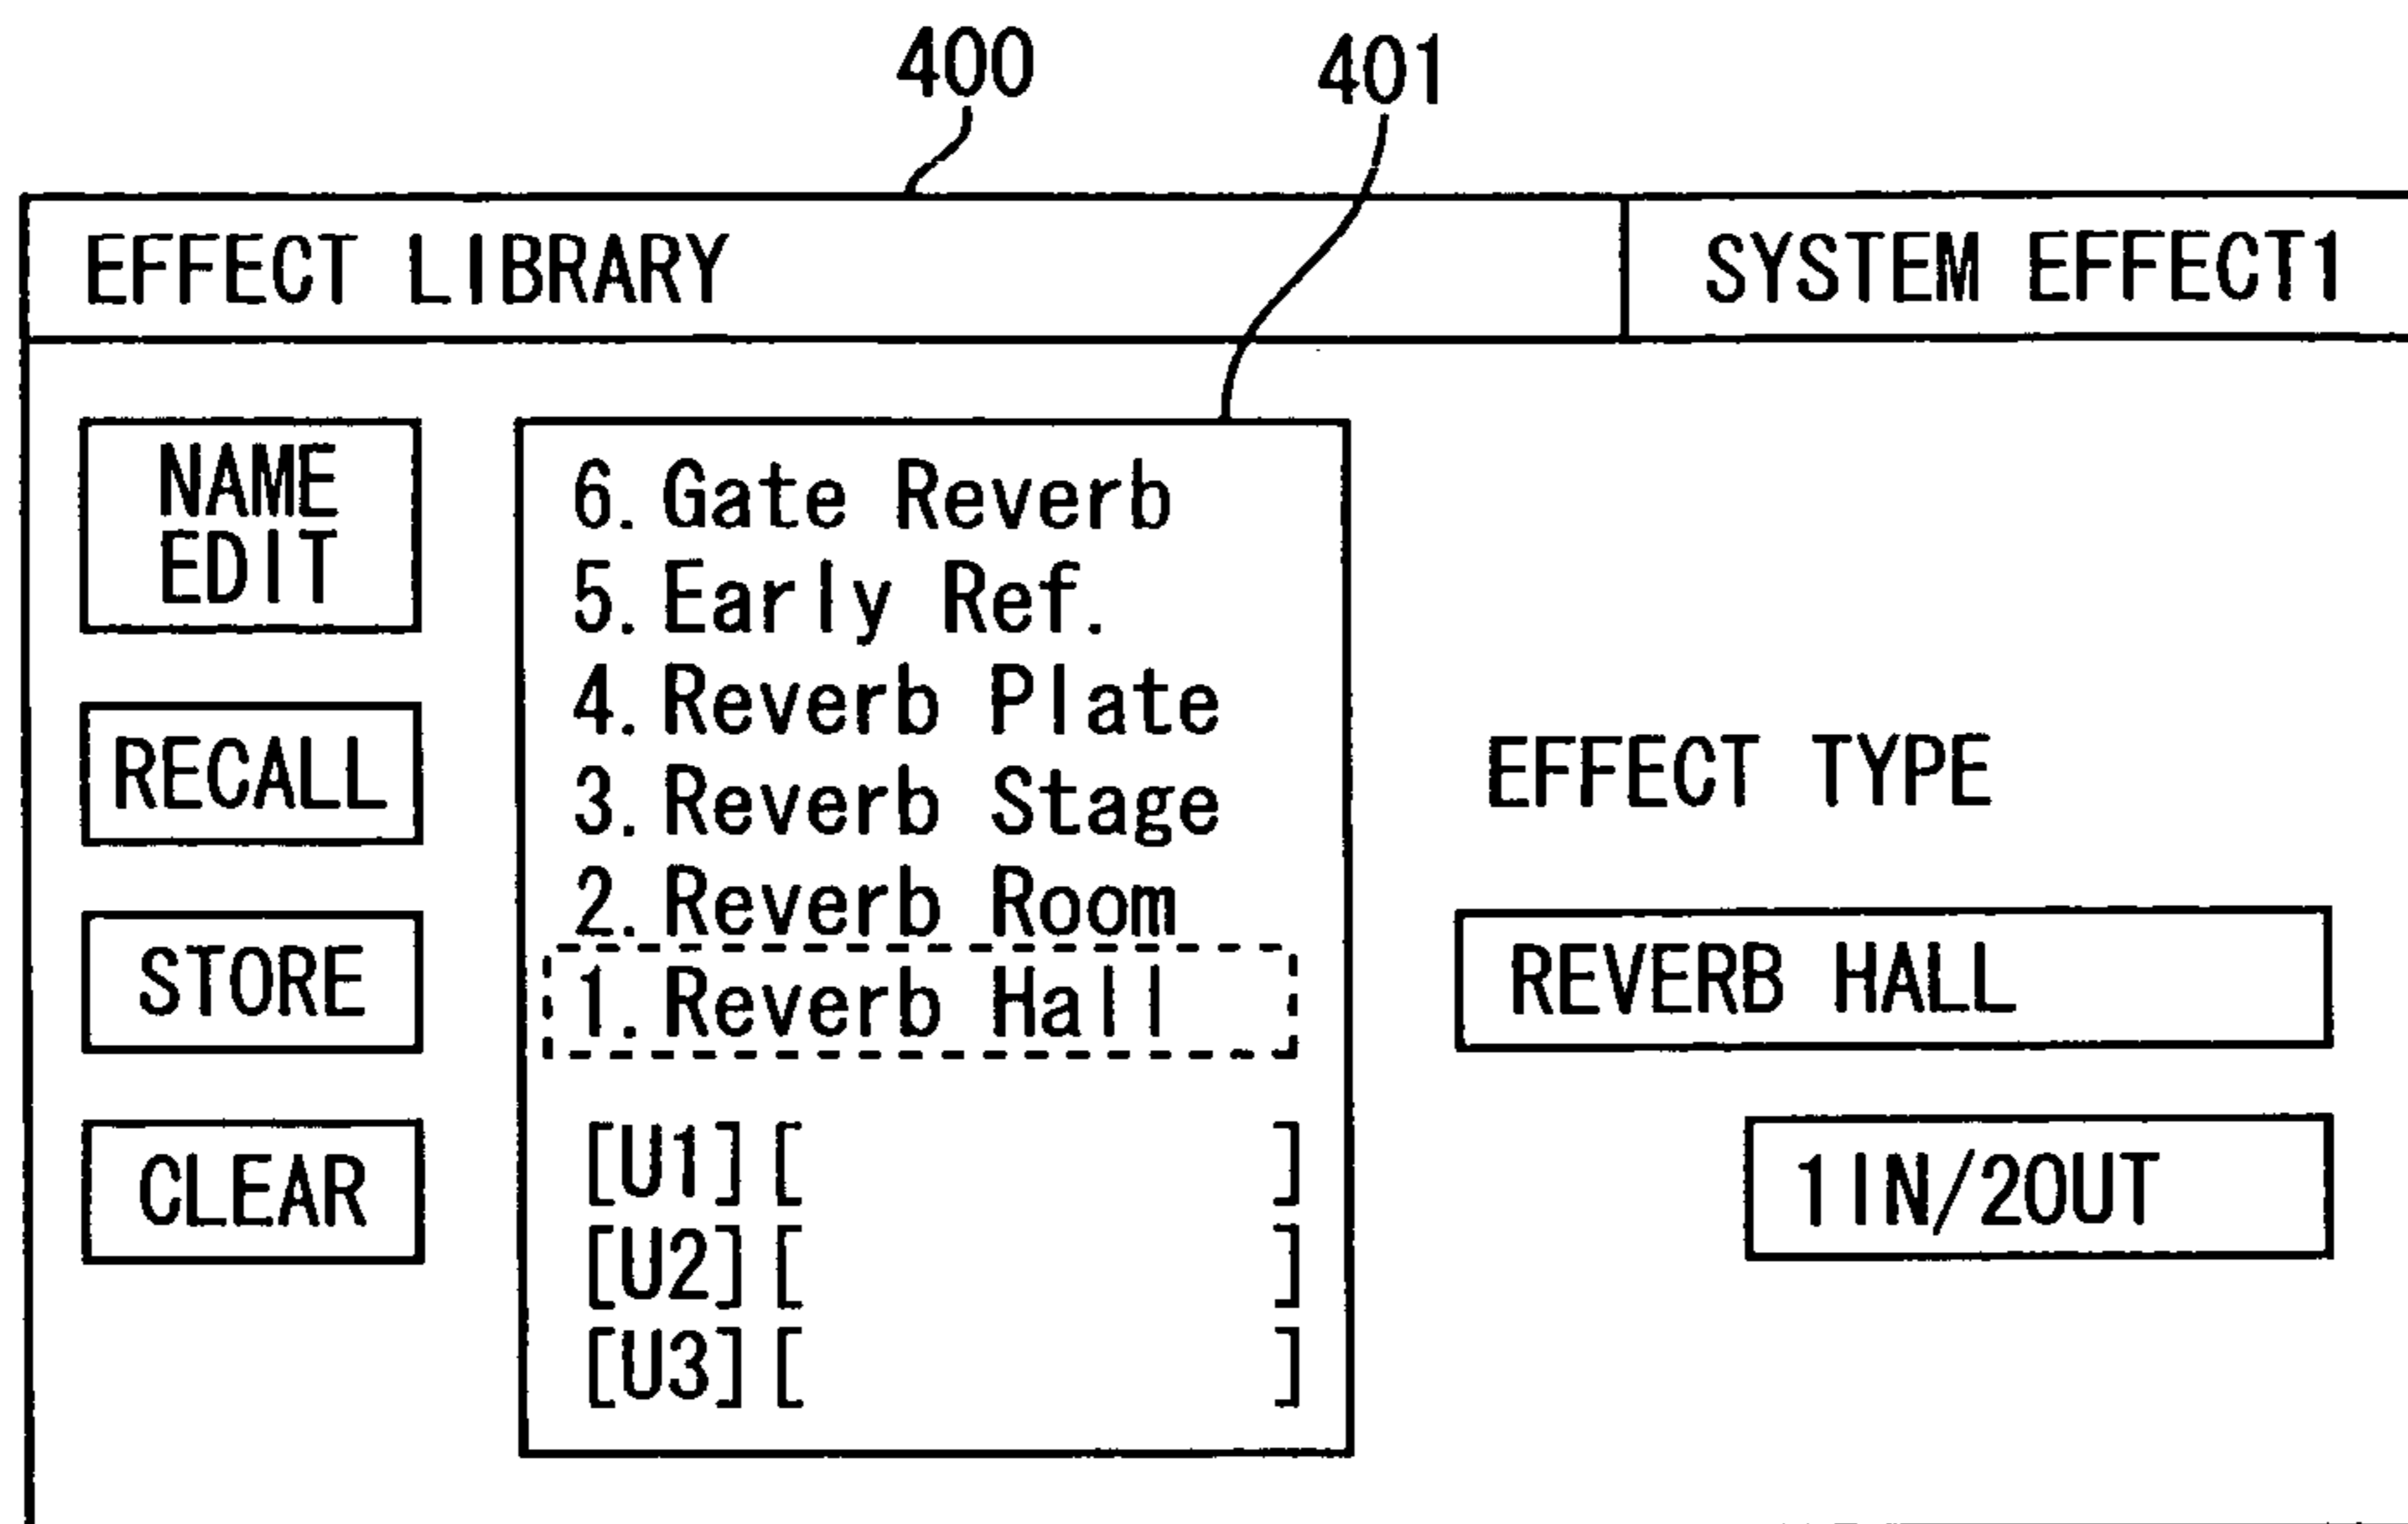 400 401
EFFECT LIBRARY SYSTEM EFFECT1
NAME
EDIT
RECALL
STORE
CLEAR
6. Gate Reverb
5. Early Ref.
4. Reverb Plate
3. Reverb Stage
2. Reverb Room
1. Reverb Hall
[U1][ ]
[U2][ ]
[U3][ ]
EFFECT TYPE
REVERB HALL
1IN/2OUT